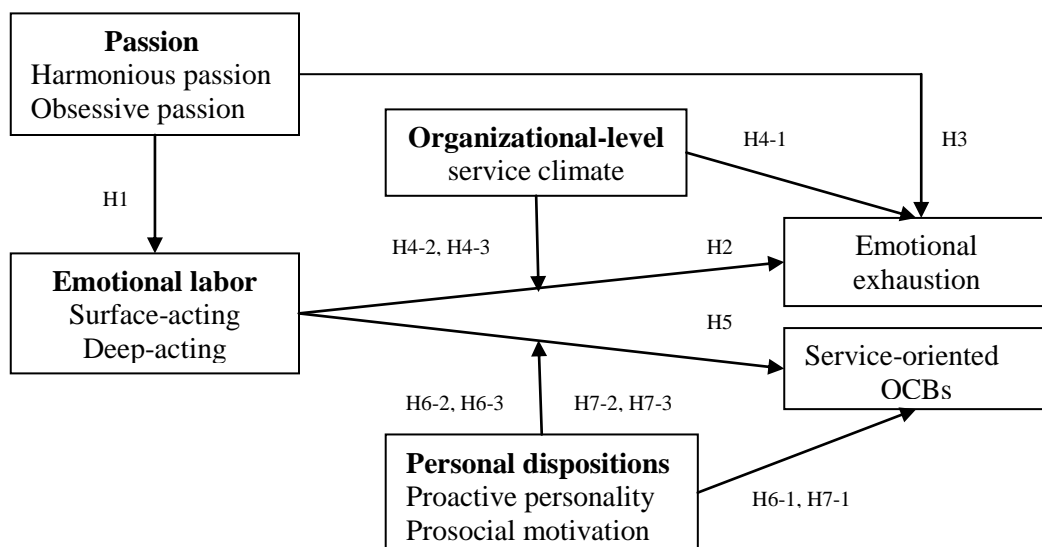 Passion
Harmonious passion
Obsessive passion
Organizational-level
service climate
H4-1
H3
H1
H4-2, H4-3
H2
Emotional
exhaustion
Emotional labor
Surface-acting
Deep-acting
H5
Service-oriented
OCBs
H6-2, H6-3
H7-2, H7-3
Personal dispositions
Proactive personality
Prosocial motivation
H6-1, H7-1